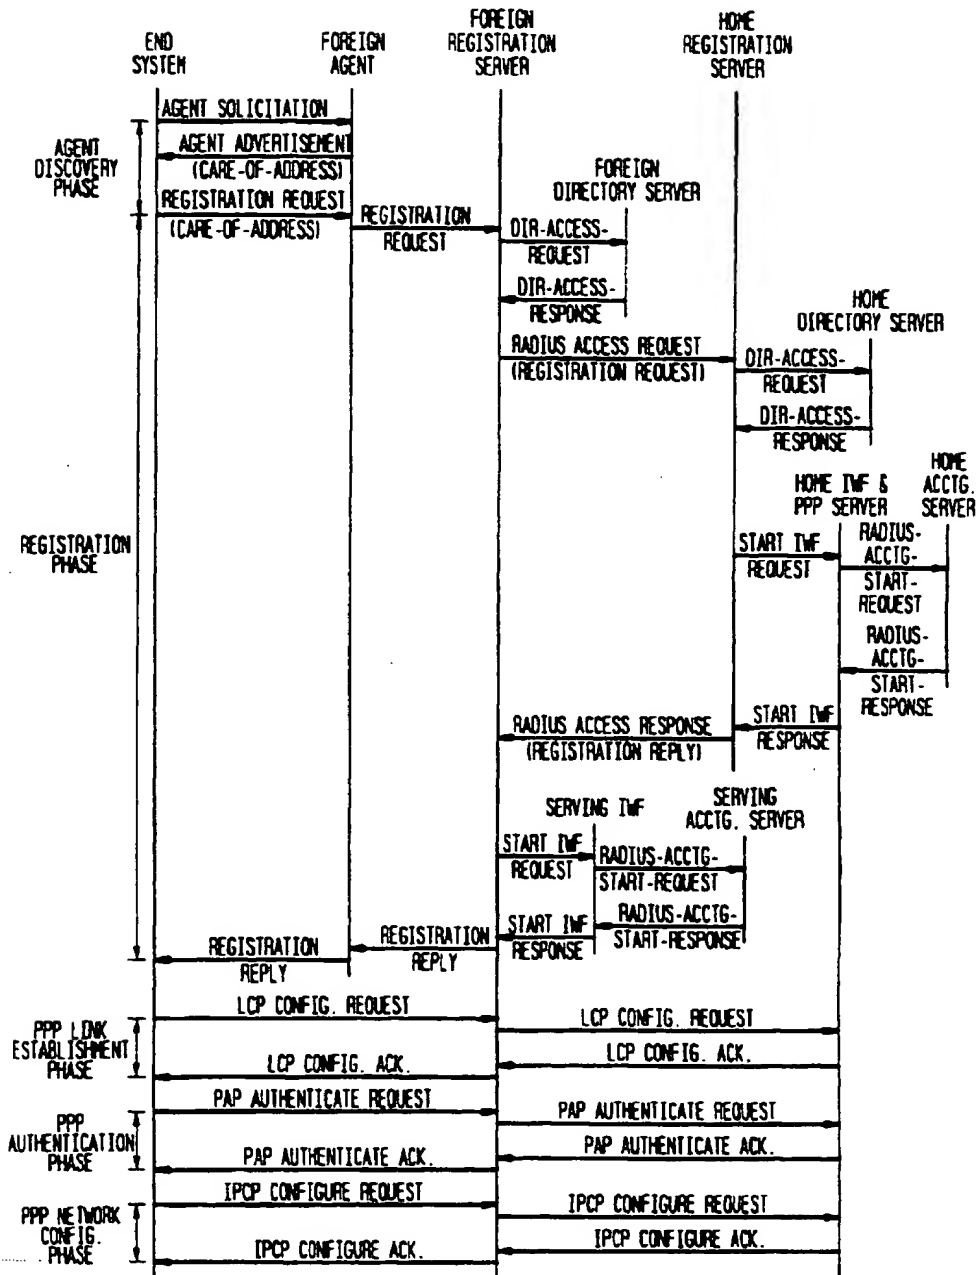 END
SYSTEM
FOREIGN
AGENT
FOREIGN
REGISTRATION
SERVER
HOME
REGISTRATION
SERVER
AGENT
DISCOVERY
PHASE
AGENT SOLICITATION
AGENT ADVERTISEMENT
(CARE-OF-ADDRESS)
REGISTRATION REQUEST
(CARE-OF-ADDRESS)
REGISTRATION
REQUEST
FOREIGN
DIRECTORY SERVER
DIR-ACCESS-
REQUEST
DIR-ACCESS-
RESPONSE
RADIUS ACCESS REQUEST
(REGISTRATION REQUEST)
HOME
DIRECTORY SERVER
DIR-ACCESS-
REQUEST
DIR-ACCESS-
RESPONSE
REGISTRATION
PHASE
HOME IWF &
PPP SERVER
HOME
ACCTG.
SERVER
START IWF
REQUEST
RADIUS-
ACCTG-
START-
REQUEST
RADIUS-
ACCTG-
START-
RESPONSE
START IWF
RESPONSE
RADIUS ACCESS RESPONSE
(REGISTRATION REPLY)
SERVING IWF
SERVING
ACCTG. SERVER
START IWF
REQUEST
RADIUS-ACCTG-
START-REQUEST
RADIUS-ACCTG-
START-RESPONSE
START IWF
RESPONSE
REGISTRATION
REPLY
REGISTRATION
REPLY
PPP LINK
ESTABLISHMENT
PHASE
LCP CONFIG. REQUEST
LCP CONFIG. REQUEST
LCP CONFIG. ACK.
LCP CONFIG. ACK.
PPP
AUTHENTICATION
PHASE
PAP AUTHENTICATE REQUEST
PAP AUTHENTICATE REQUEST
PAP AUTHENTICATE ACK.
PAP AUTHENTICATE ACK.
PPP NETWORK
CONFIG.
PHASE
IPCP CONFIGURE REQUEST
IPCP CONFIGURE REQUEST
IPCP CONFIGURE ACK.
IPCP CONFIGURE ACK.